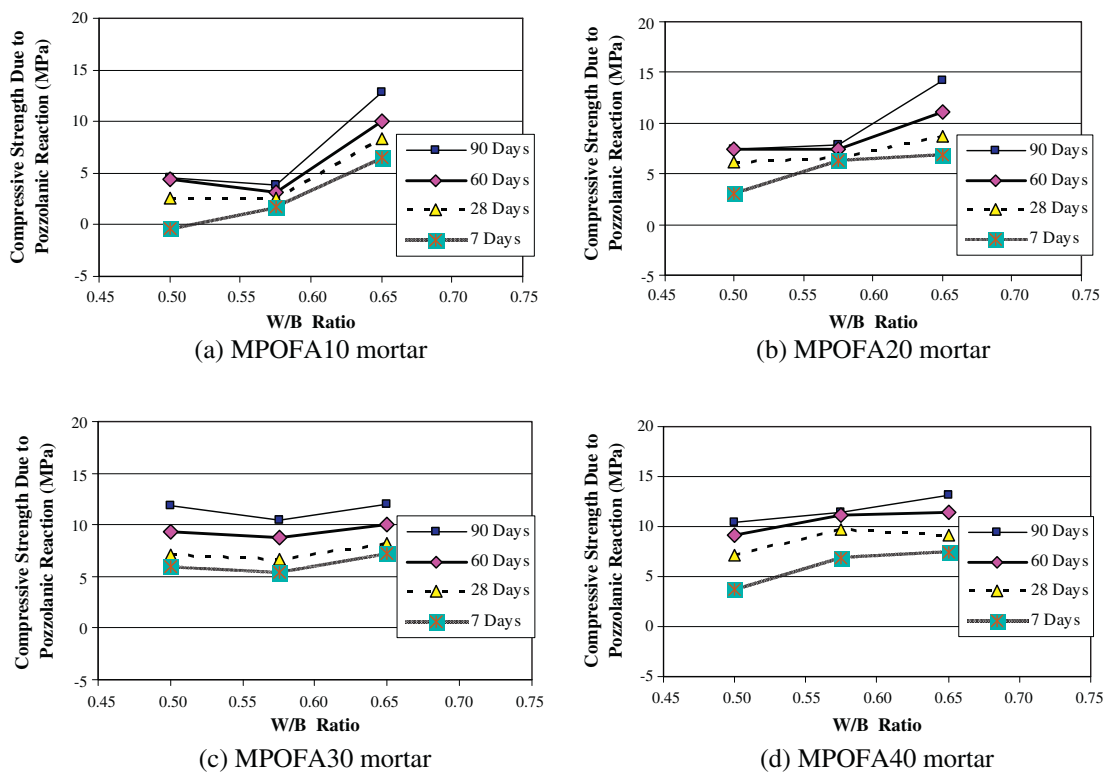 Compressive Strength Due to
Pozzolanic Reaction (MPa)
20
15
10
5
0
-5
0.45 0.50 0.55 0.60 0.65 0.70 0.75
W/B Ratio
90 Days
60 Days
28 Days
7 Days
(a) MPOFA10 mortar
Compressive Strength Due to
Pozzolanic Reaction (MPa)
20
15
10
5
0
-5
0.45 0.50 0.55 0.60 0.65 0.70 0.75
W/B Ratio
90 Days
60 Days
28 Days
7 Days
(b) MPOFA20 mortar
Compressive Strength Due to
Pozzolanic Reaction (MPa)
20
15
10
5
0
-5
0.45 0.50 0.55 0.60 0.65 0.70 0.75
W/B Ratio
90 Days
60 Days
28 Days
7 Days
(c) MPOFA30 mortar
Compressive Strength Due to
Pozzolanic Reaction (MPa)
20
15
10
5
0
-5
0.45 0.50 0.55 0.60 0.65 0.70 0.75
W/B Ratio
90 Days
60 Days
28 Days
7 Days
(d) MPOFA40 mortar